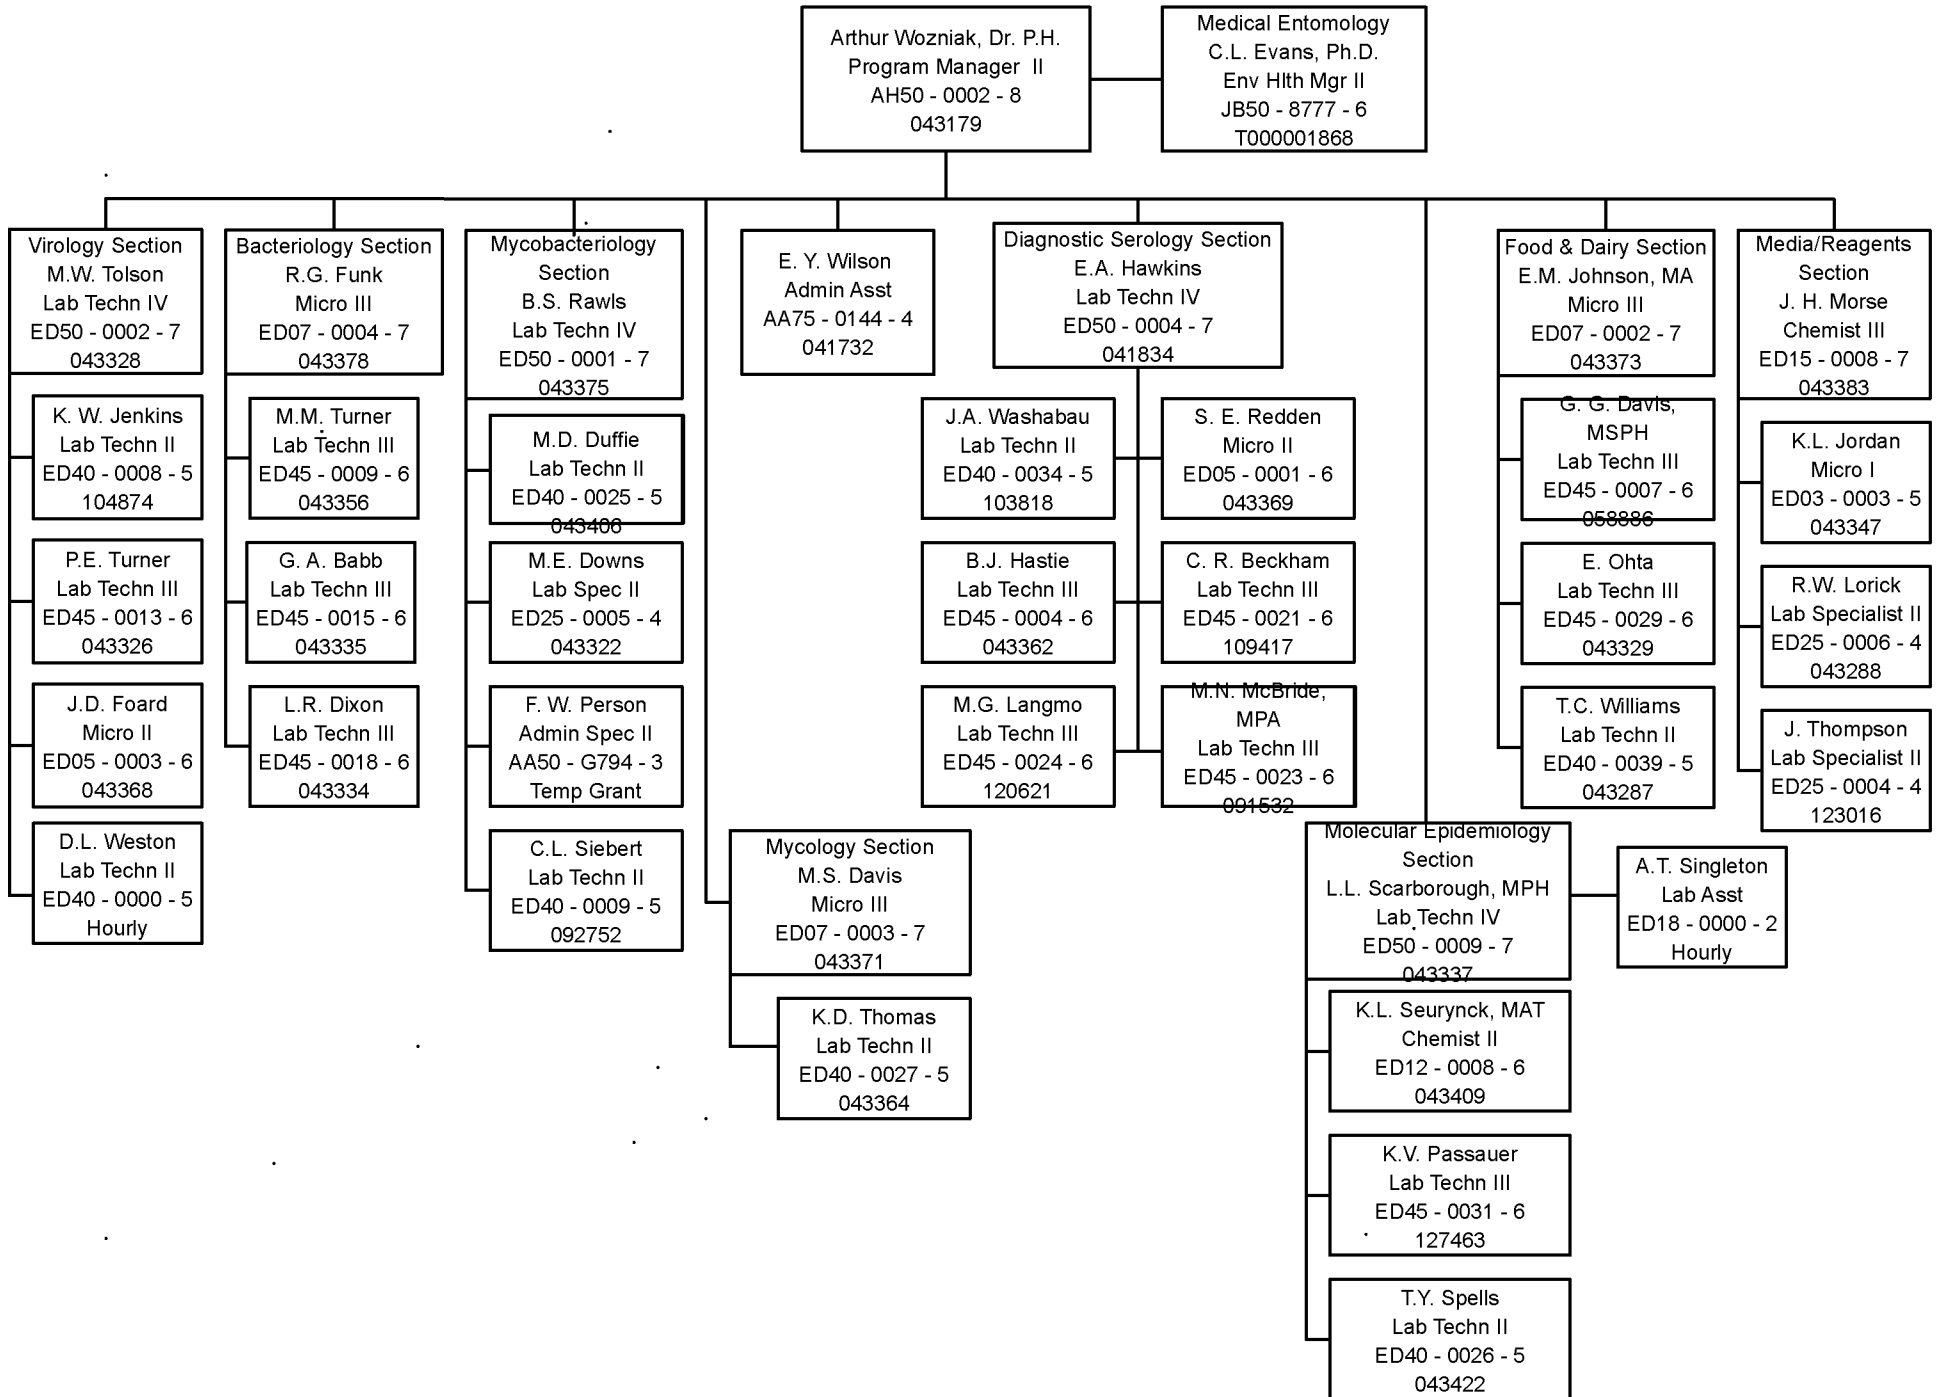 Arthur Wozniak, Dr. P.H.
Program Manager II
AH50 - 0002 - 8
043179
Medical Entomology
C.L. Evans, Ph.D.
Env Hlth Mgr II
JB50 - 8777 - 6
T000001868
Virology Section
M.W. Tolson
Lab Techn IV
ED50 - 0002 - 7
043328
K. W. Jenkins
Lab Techn II
ED40 - 0008 - 5
104874
P.E. Turner
Lab Techn III
ED45 - 0013 - 6
043326
J.D. Foard
Micro II
ED05 - 0003 - 6
043368
D.L. Weston
Lab Techn II
ED40 - 0000 - 5
Hourly
Bacteriology Section
R.G. Funk
Micro III
ED07 - 0004 - 7
043378
M.M. Turner
Lab Techn III
ED45 - 0009 - 6
043356
G. A. Babb
Lab Techn III
ED45 - 0015 - 6
043335
L.R. Dixon
Lab Techn III
ED45 - 0018 - 6
043334
Mycobacteriology
Section
B.S. Rawls
Lab Techn IV
ED50 - 0001 - 7
043375
M.D. Duffie
Lab Techn II
ED40 - 0025 - 5
043406
M.E. Downs
Lab Spec II
ED25 - 0005 - 4
043322
F. W. Person
Admin Spec II
AA50 - G794 - 3
Temp Grant
C.L. Siebert
Lab Techn II
ED40 - 0009 - 5
092752
Mycology Section
M.S. Davis
Micro III
ED07 - 0003 - 7
043371
K.D. Thomas
Lab Techn II
ED40 - 0027 - 5
043364
E. Y. Wilson
Admin Asst
AA75 - 0144 - 4
041732
Diagnostic Serology Section
E.A. Hawkins
Lab Techn IV
ED50 - 0004 - 7
041834
J.A. Washabau
Lab Techn II
ED40 - 0034 - 5
103818
S. E. Redden
Micro II
ED05 - 0001 - 6
043369
B.J. Hastie
Lab Techn III
ED45 - 0004 - 6
043362
C. R. Beckham
Lab Techn III
ED45 - 0021 - 6
109417
M.G. Langmo
Lab Techn III
ED45 - 0024 - 6
120621
M.N. McBride,
MPA
Lab Techn III
ED45 - 0023 - 6
091532
Molecular Epidemiology
Section
L.L. Scarborough, MPH
Lab Techn IV
ED50 - 0009 - 7
043337
A.T. Singleton
Lab Asst
ED18 - 0000 - 2
Hourly
K.L. Seurynck, MAT
Chemist II
ED12 - 0008 - 6
043409
K.V. Passauer
Lab Techn III
ED45 - 0031 - 6
127463
T.Y. Spells
Lab Techn II
ED40 - 0026 - 5
043422
Food & Dairy Section
E.M. Johnson, MA
Micro III
ED07 - 0002 - 7
043373
G. G. Davis,
MSPH
Lab Techn III
ED45 - 0007 - 6
058886
E. Ohta
Lab Techn III
ED45 - 0029 - 6
043329
T.C. Williams
Lab Techn II
ED40 - 0039 - 5
043287
Media/Reagents
Section
J. H. Morse
Chemist III
ED15 - 0008 - 7
043383
K.L. Jordan
Micro I
ED03 - 0003 - 5
043347
R.W. Lorick
Lab Specialist II
ED25 - 0006 - 4
043288
J. Thompson
Lab Specialist II
ED25 - 0004 - 4
123016